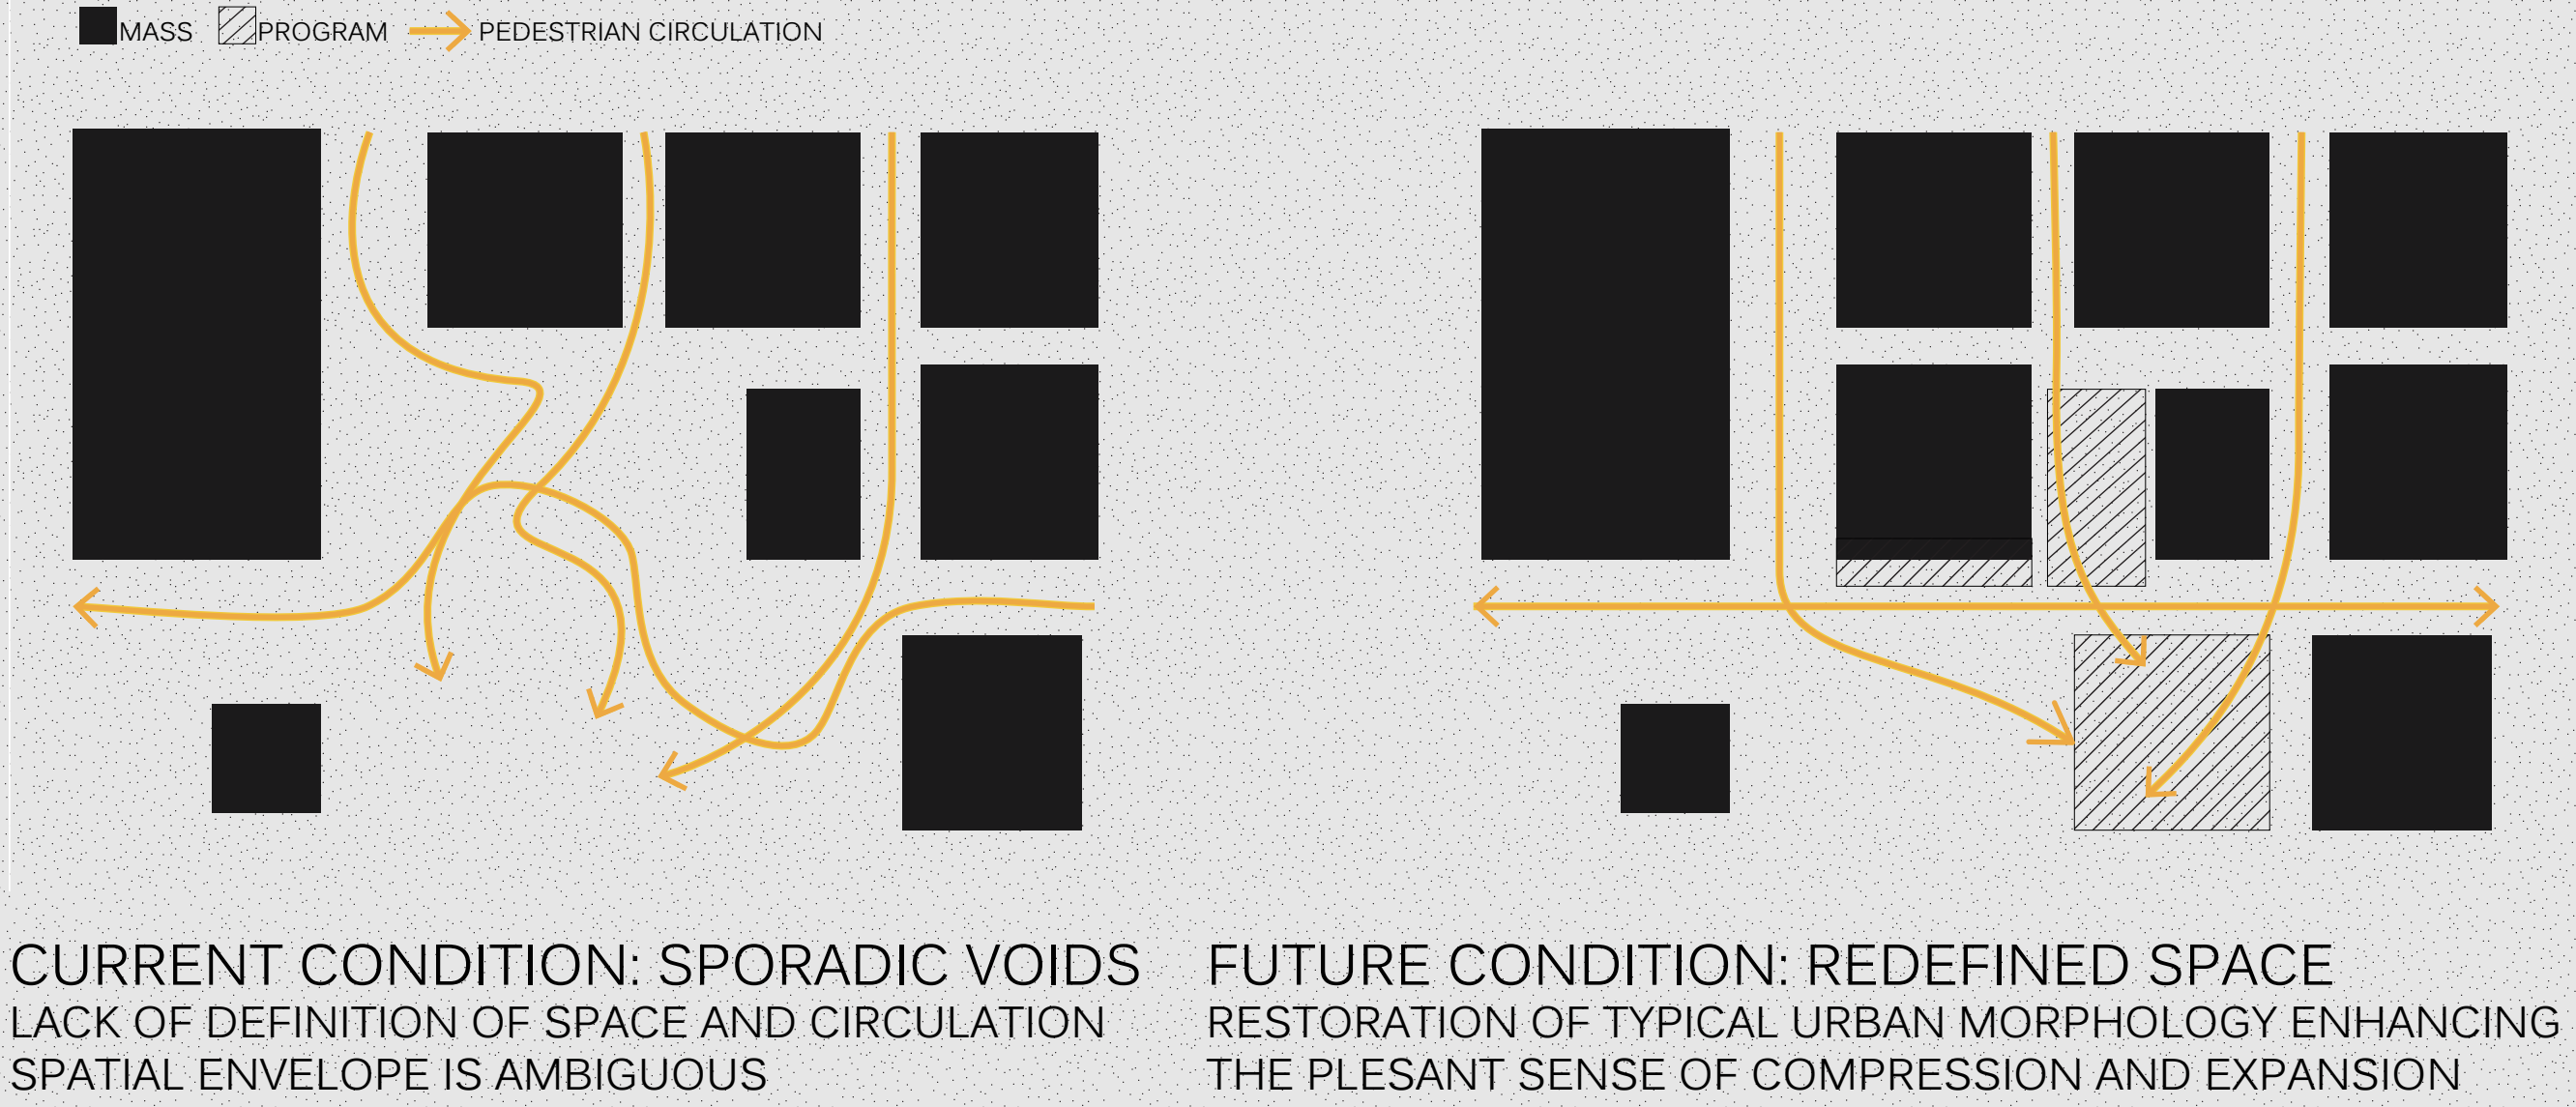 MASS PROGRAM PEDESTRIAN CIRCULATION
CURRENT CONDITION: SPORADIC VOIDS
LACK OF DEFINITION OF SPACE AND CIRCULATION
SPATIAL ENVELOPE IS AMBIGUOUS
FUTURE CONDITION: REDEFINED SPACE
RESTORATION OF TYPICAL URBAN MORPHOLOGY ENHANCING
THE PLESANT SENSE OF COMPRESSION AND EXPANSION